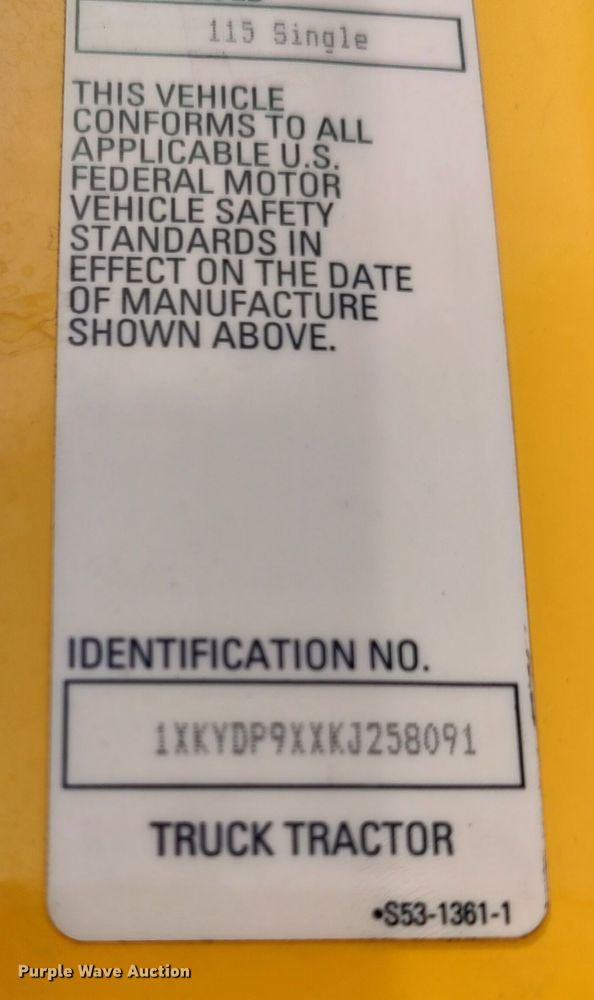 115 Single
THIS VEHICLE
CONFORMS TO ALL
APPLICABLE U.S.
FEDERAL MOTOR
VEHICLE SAFETY
STANDARDS IN
EFFECT ON THE DATE
OF MANUFACTURE
SHOWN ABOVE.
IDENTIFICATION NO.
1XKYDP9XXKJ258091
TRUCK TRACTOR
•S53-1361-1
Purple Wave Auction